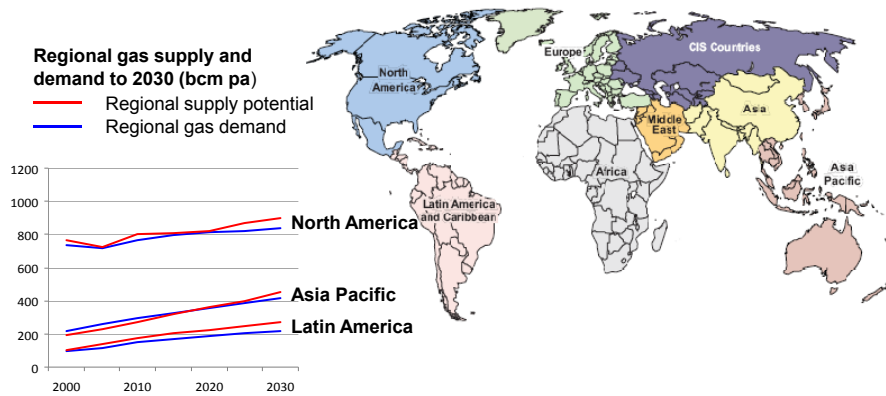 Regional gas supply and
demand to 2030 (bcm pa)
Regional supply potential
Regional gas demand
1200
1000
800
600
400
200
0
2000
2010
2020
2030
North America
Asia Pacific
Latin America
North
America
Europe
CIS Countries
Asia
Middle
East
Africa
Asia
Pacific
Latin America
and Caribbean